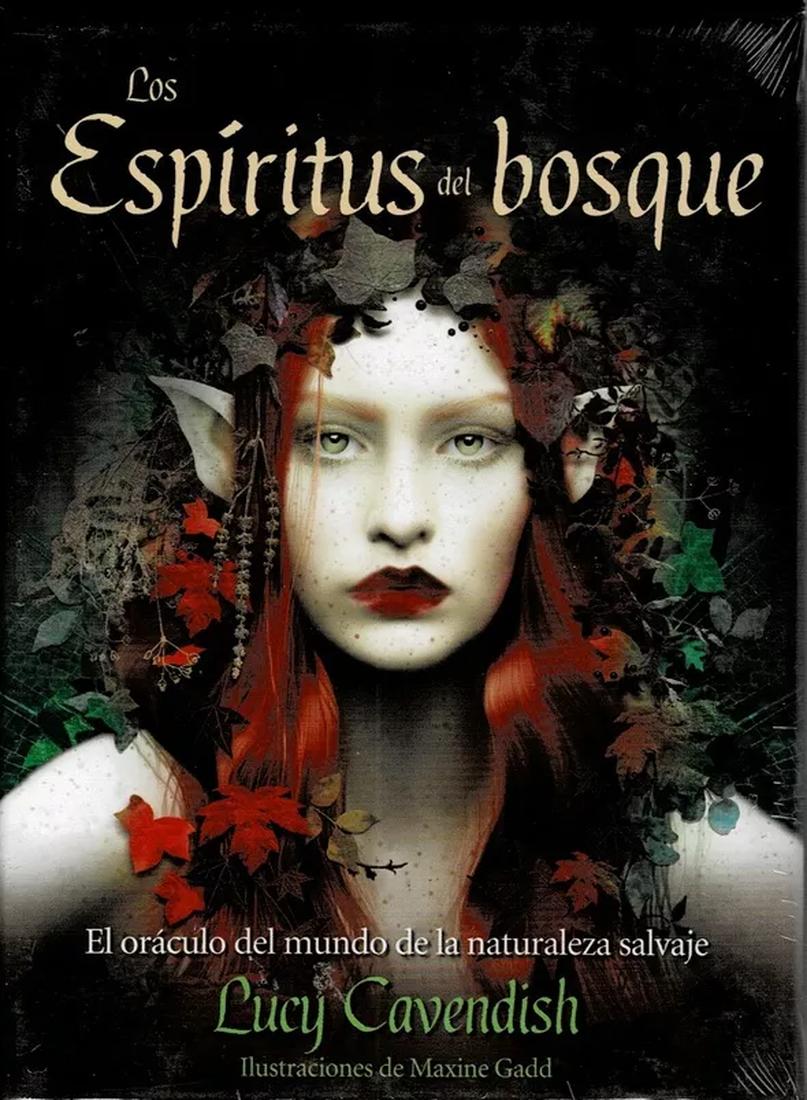 Los
Espíritus del bosque
El oráculo del mundo de la naturaleza salvaje
Lucy Cavendish
Ilustraciones de Maxine Gadd